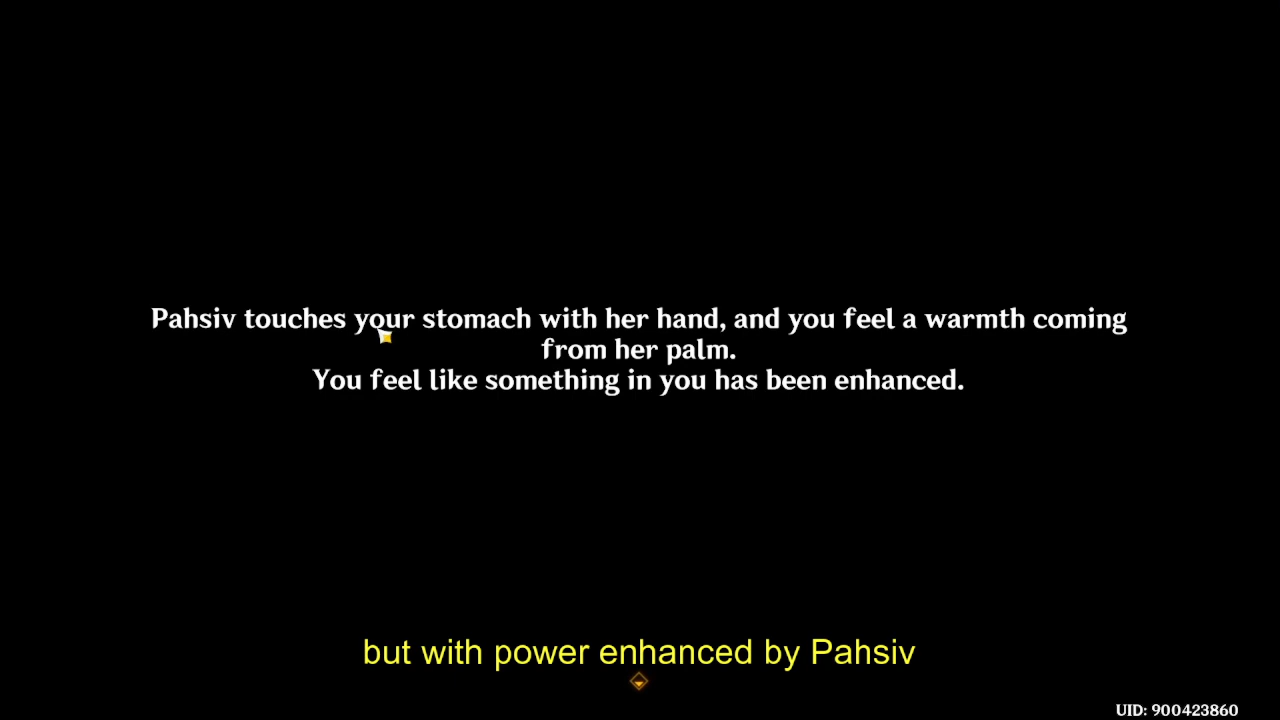 Pahsiv touches your stomach with her hand, and you feel a warmth coming
from her palm.
You feel like something in you has been enhanced.
but with power enhanced by Pahsiv
UID: 900423860